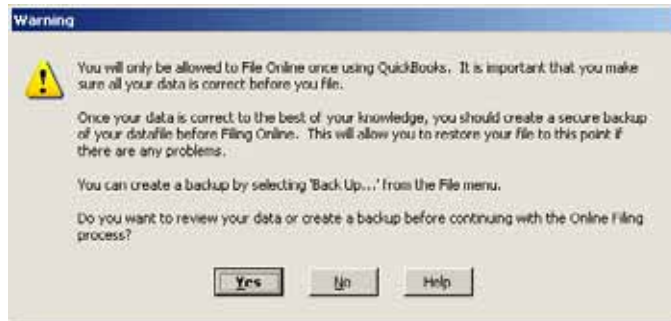 Warning
You will only be allowed to File Online once using QuickBooks. It is important that you make
sure all your data is correct before you file.
Once your data is correct to the best of your knowledge, you should create a secure backup
of your datafile before Filing Online. This will allow you to restore your file to this point if
there are any problems.
You can create a backup by selecting 'Back Up...' from the File menu.
Do you want to review your data or create a backup before continuing with the Online Filing
process?
Yes No Help